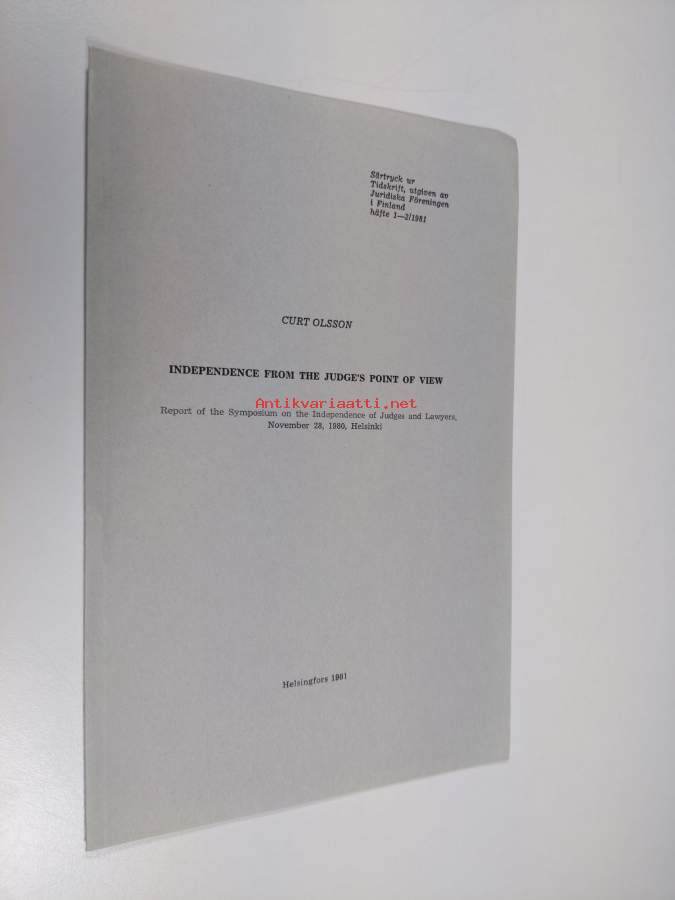 Särtryck ur
Tidskrift, utgiven av
Juridiska Föreningen
i Finland
häfte 1—2/1981
CURT OLSSON
INDEPENDENCE FROM THE JUDGE'S POINT OF VIEW
Antikvariaatti.net
Report of the Symposium on the Independence of Judges and Lawyers,
November 28, 1980, Helsinki
Helsingfors 1981